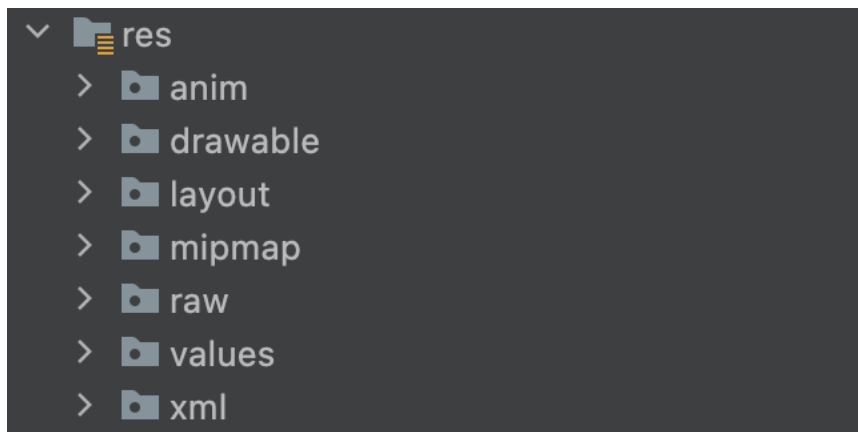 res
anim
drawable
layout
mipmap
raw
values
xml